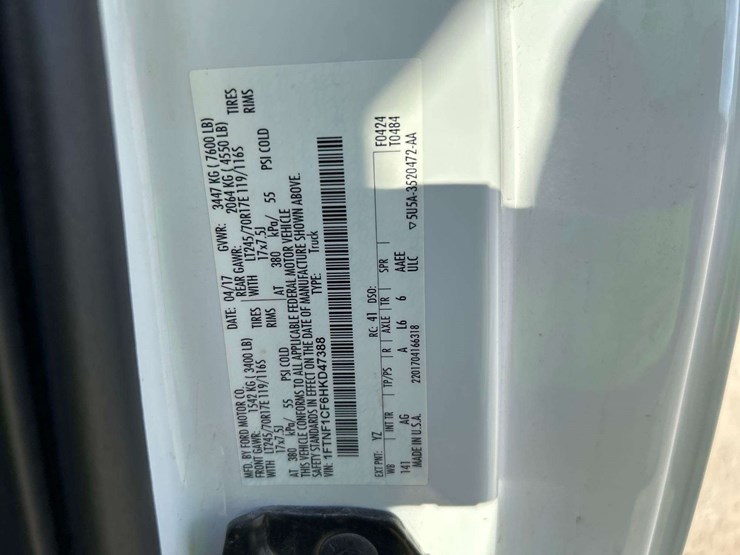 MFD. BY FORD MOTOR CO.
DATE: 04/17 GVWR: 3447 KG ( 7600 LB)
FRONT GAWR: 1542 KG ( 3400 LB) REAR GAWR: 2064 KG ( 4550 LB)
WITH LT245/70R17E 119/116S TIRES WITH LT245/70R17E 119/116S TIRES
17x7.5J RIMS 17x7.5J RIMS
AT 380 kPa/ 55 PSI COLD AT 380 kPa/ 55 PSI COLD
THIS VEHICLE CONFORMS TO ALL APPLICABLE FEDERAL MOTOR VEHICLE
SAFETY STANDARDS IN EFFECT ON THE DATE OF MANUFACTURE SHOWN ABOVE.
VIN: 1FTNF1CF6HKD47388 TYPE: Truck
EXT PNT: YZ RC: 41 DSO: F0424
WB INT TR TP/PS R AXLE TR SPR T0484
141 AG A L6 6 AAEE
MADE IN U.S.A. 2201704166318 ULC
5U5A-3520472-AA